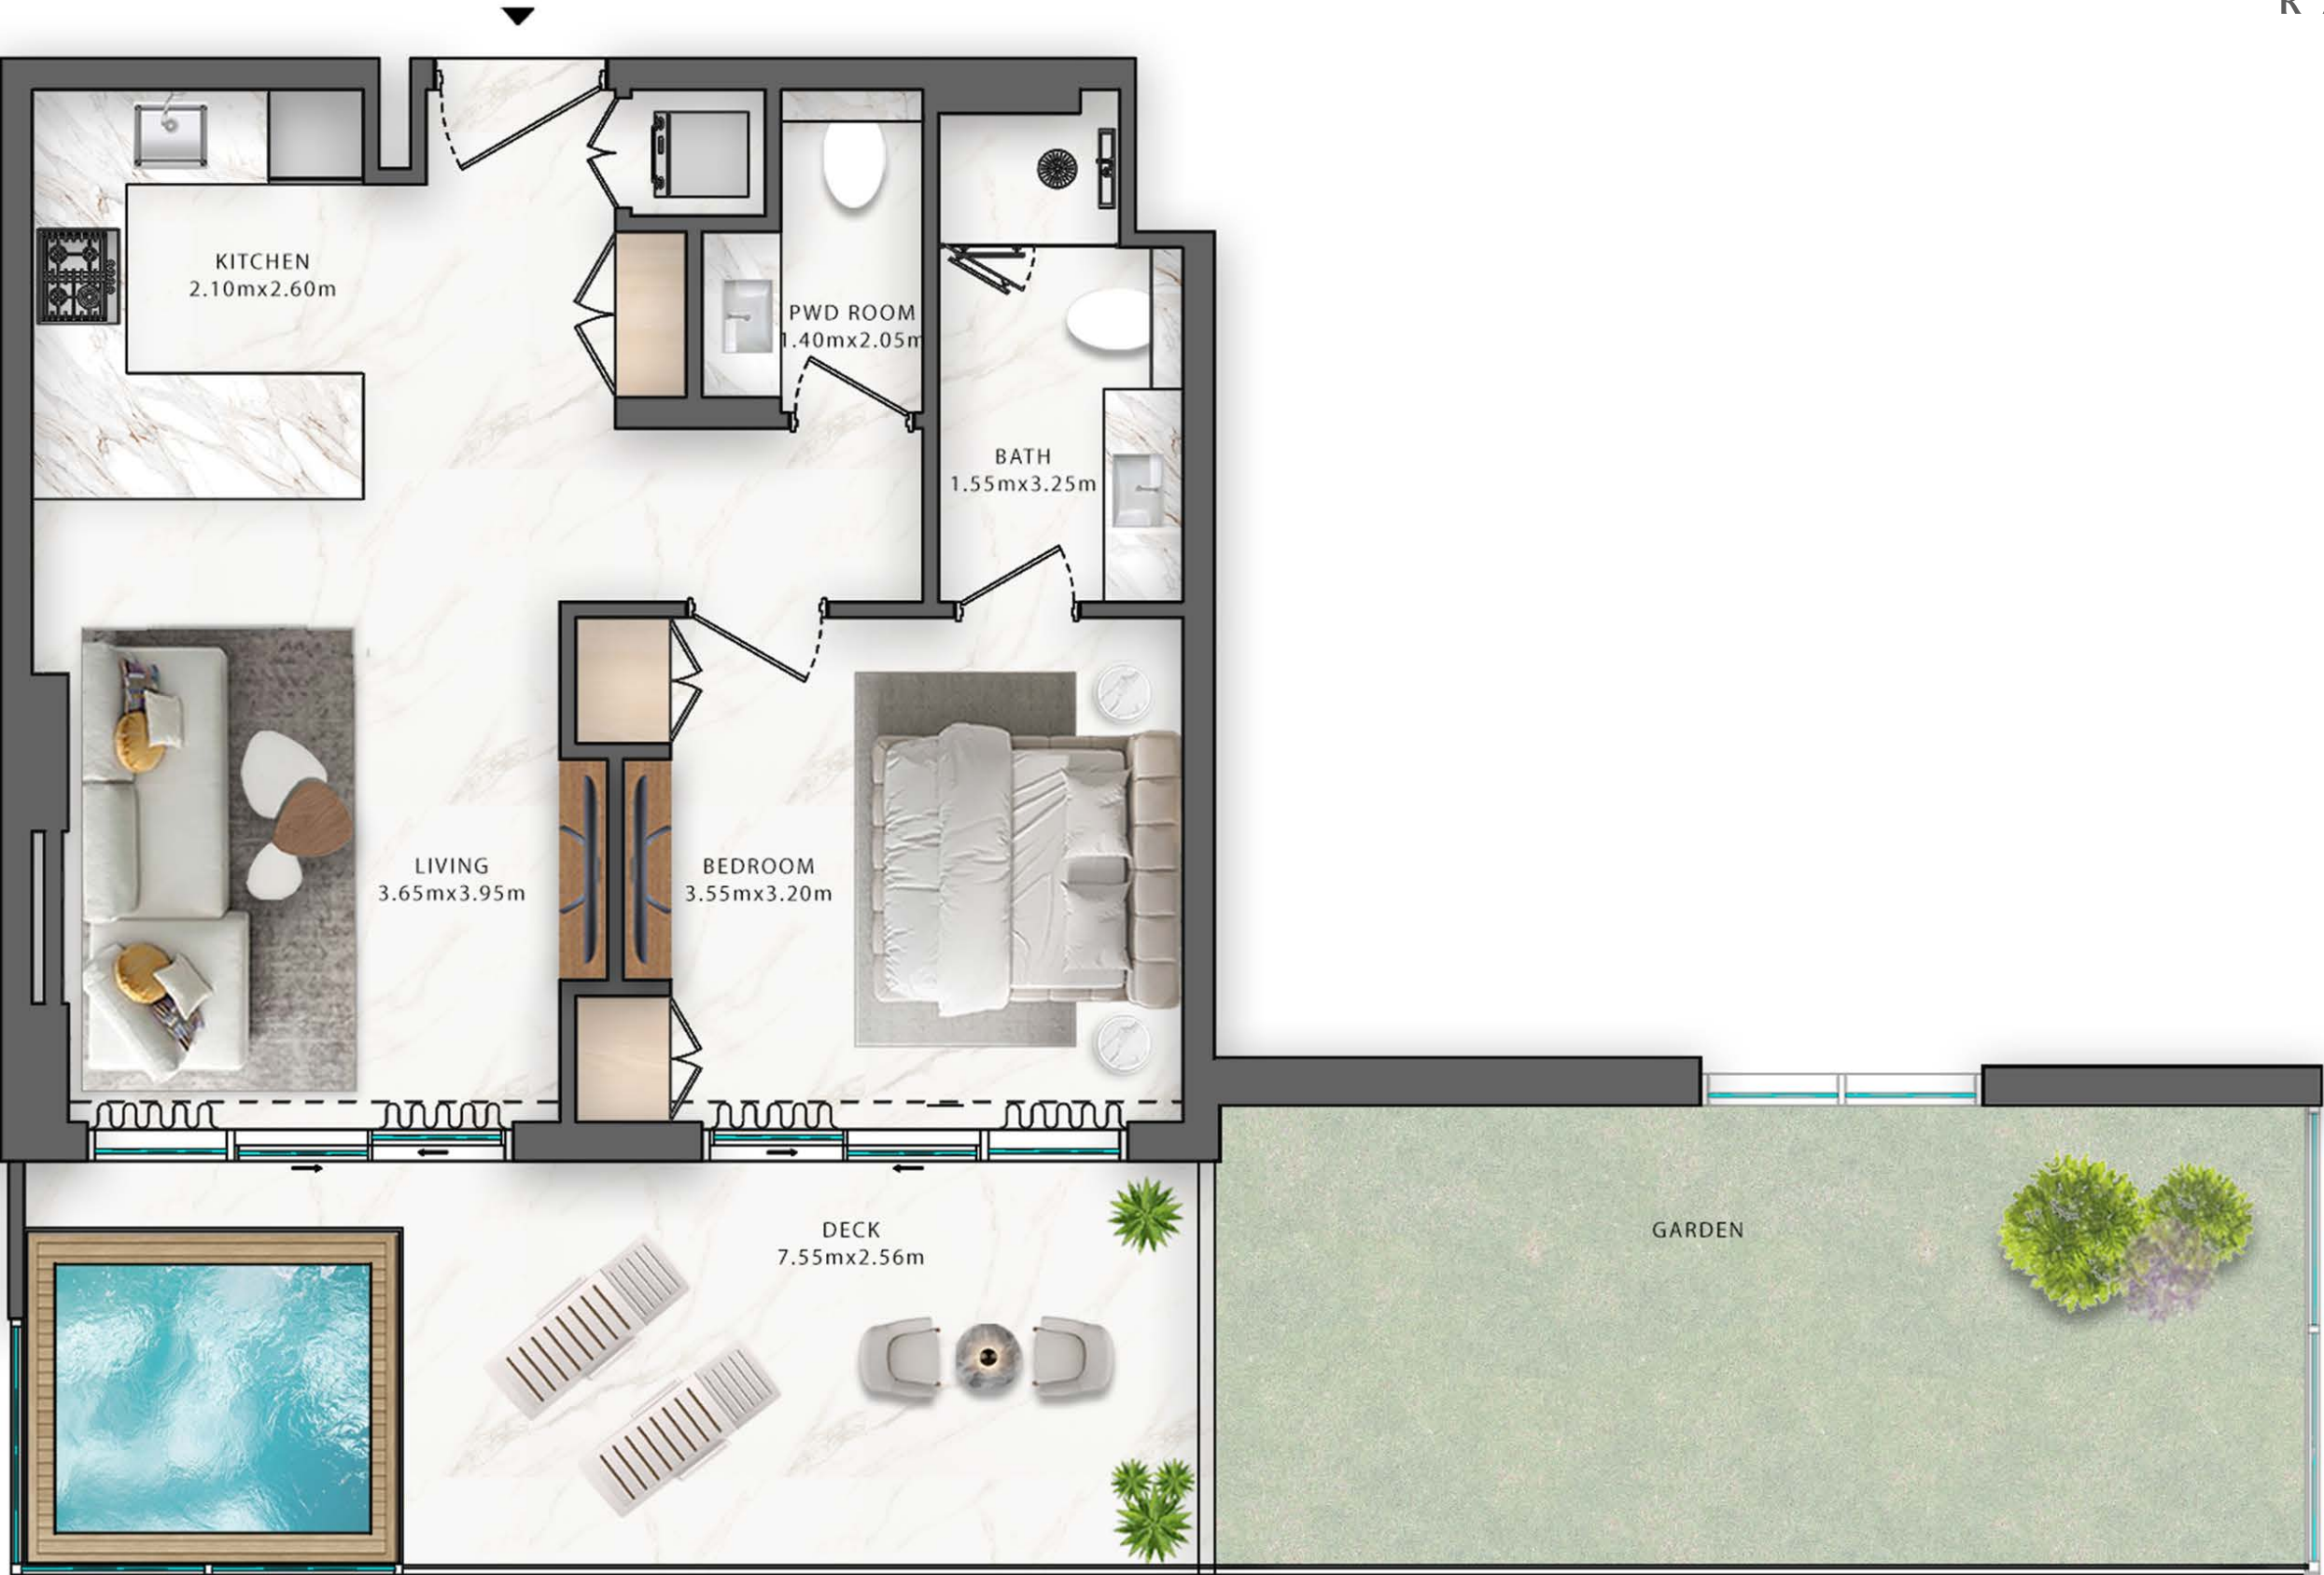 KITCHEN
2.10mx2.60m
PWD ROOM
1.40mx2.05m
BATH
1.55mx3.25m
LIVING
3.65mx3.95m
BEDROOM
3.55mx3.20m
DECK
7.55mx2.56m
GARDEN